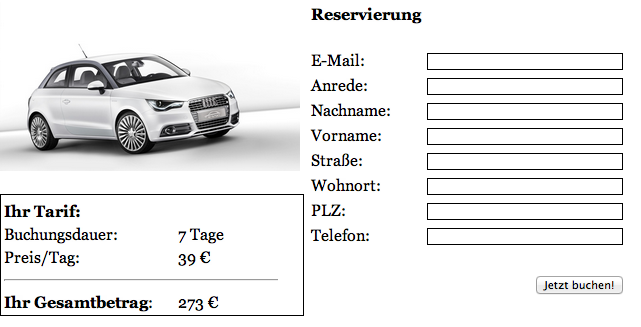 Reservierung
E-Mail:
Anrede:
Nachname:
Vorname:
Straße:
Wohnort:
PLZ:
Telefon:
Jetzt buchen!
Ihr Tarif:
Buchungsdauer: 7 Tage
Preis/Tag: 39 €
Ihr Gesamtbetrag: 273 €